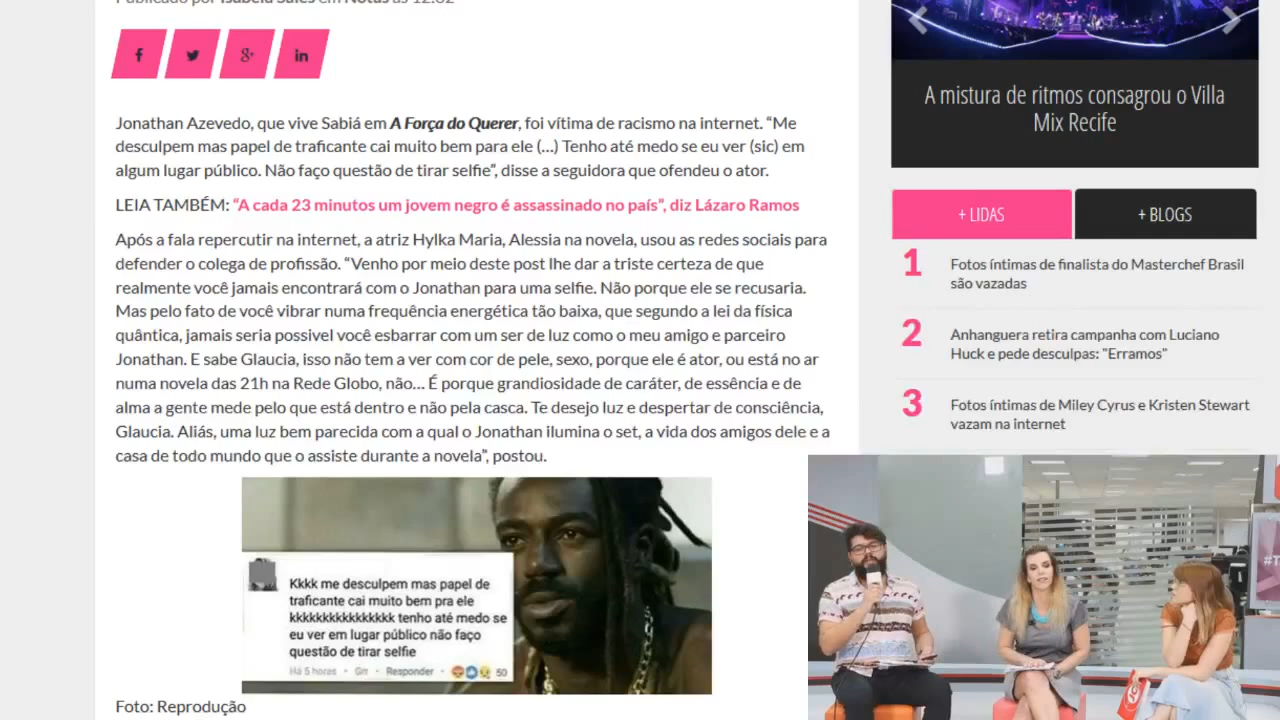 Publicado por Isabela Sales em Notas às 12:02
f
g+
in
Jonathan Azevedo, que vive Sabiá em A Força do Querer, foi vítima de racismo na internet. “Me
desculpem mas papel de traficante cai muito bem para ele (...) Tenho até medo se eu ver (sic) em
algum lugar público. Não faço questão de tirar selfie”, disse a seguidora que ofendeu o ator.
LEIA TAMBÉM: “A cada 23 minutos um jovem negro é assassinado no país”, diz Lázaro Ramos
Após a fala repercutir na internet, a atriz Hylka Maria, Alessia na novela, usou as redes sociais para
defender o colega de profissão. “Venho por meio deste post lhe dar a triste certeza de que
realmente você jamais encontrará com o Jonathan para uma selfie. Não porque ele se recusaria.
Mas pelo fato de você vibrar numa frequência energética tão baixa, que segundo a lei da física
quântica, jamais seria possivel você esbarrar com um ser de luz como o meu amigo e parceiro
Jonathan. E sabe Glaucia, isso não tem a ver com cor de pele, sexo, porque ele é ator, ou está no ar
numa novela das 21h na Rede Globo, não... É porque grandiosidade de caráter, de essência e de
alma a gente mede pelo que está dentro e não pela casca. Te desejo luz e despertar de consciência,
Glaucia. Aliás, uma luz bem parecida com a qual o Jonathan ilumina o set, a vida dos amigos dele e a
casa de todo mundo que o assiste durante a novela”, postou.
Kkkk me desculpem mas papel de
traficante cai muito bem pra ele
kkkkkkkkkkkkkkkk tenho até medo se
eu ver em lugar público não faço
questão de tirar selfie
Há 5 horas · Grr · Responder · 50
Foto: Reprodução
A mistura de ritmos consagrou o Villa
Mix Recife
+ LIDAS
+ BLOGS
1 Fotos íntimas de finalista do Masterchef Brasil
são vazadas
2 Anhanguera retira campanha com Luciano
Huck e pede desculpas: "Erramos"
3 Fotos íntimas de Miley Cyrus e Kristen Stewart
vazam na internet